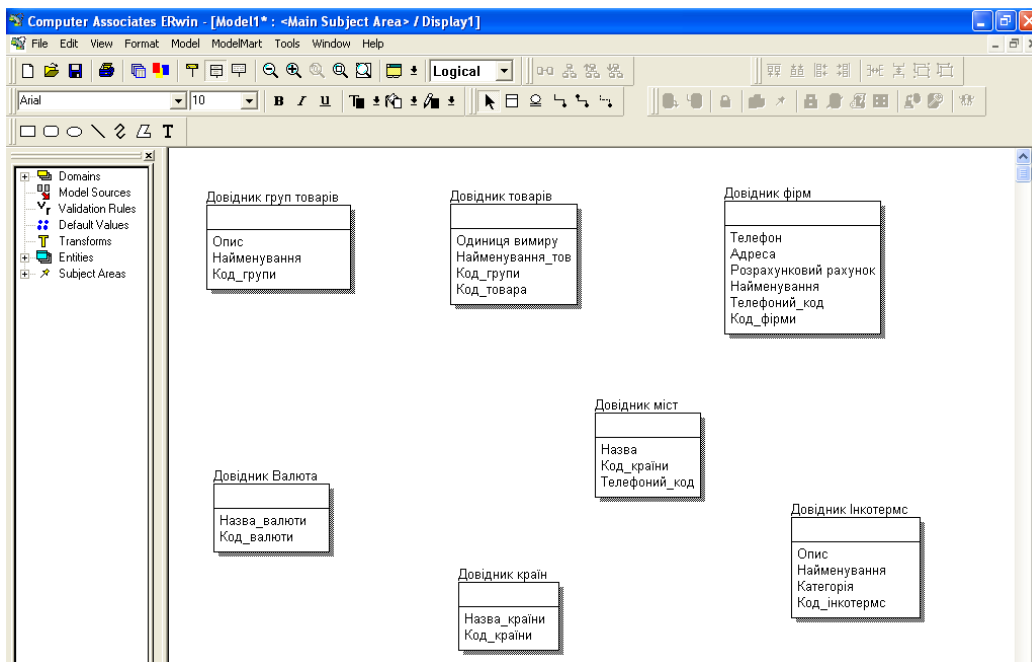 Computer Associates ERwin - [Model1* : <Main Subject Area> / Display1]
File Edit View Format Model ModelMart Tools Window Help
Logical
Arial 10 B I U
T
Domains
Model Sources
Validation Rules
Default Values
Transforms
Entities
Subject Areas
Довідник груп товарів
Опис
Найменування
Код_групи
Довідник товарів
Одиниця вимиру
Найменування_тов
Код_групи
Код_товара
Довідник фірм
Телефон
Адреса
Розрахунковий рахунок
Найменування
Телефоний_код
Код_фірми
Довідник міст
Назва
Код_країни
Телефоний_код
Довідник Валюта
Назва_валюти
Код_валюти
Довідник країн
Назва_країни
Код_країни
Довідник Інкотермс
Опис
Найменування
Категорія
Код_інкотермс